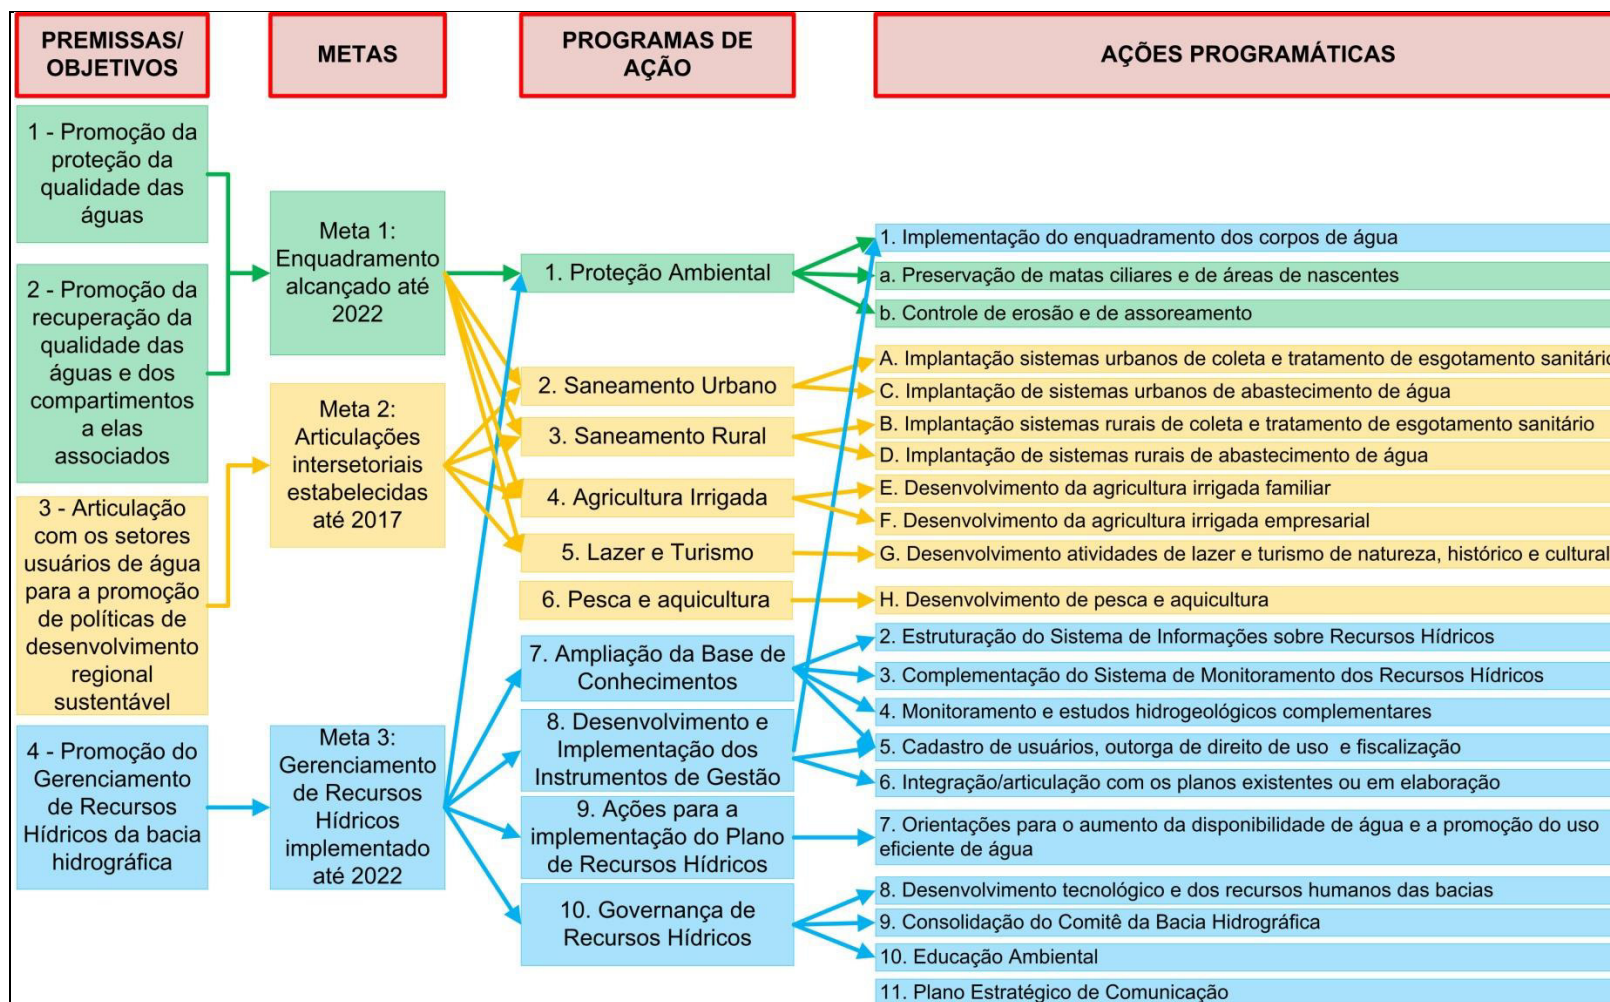 PREMISSAS/
OBJETIVOS
METAS
PROGRAMAS DE
AÇÃO
AÇÕES PROGRAMÁTICAS
1 - Promoção da
proteção da
qualidade das
águas
2 - Promoção da
recuperação da
qualidade das
águas e dos
compartimentos
a elas
associados
3 - Articulação
com os setores
usuários de água
para a promoção
de políticas de
desenvolvimento
regional
sustentável
4 - Promoção do
Gerenciamento
de Recursos
Hídricos da bacia
hidrográfica
Meta 1:
Enquadramento
alcançado até
2022
Meta 2:
Articulações
intersetoriais
estabelecidas
até 2017
Meta 3:
Gerenciamento
de Recursos
Hídricos
implementado
até 2022
1. Proteção Ambiental
2. Saneamento Urbano
3. Saneamento Rural
4. Agricultura Irrigada
5. Lazer e Turismo
6. Pesca e aquicultura
7. Ampliação da Base de
Conhecimentos
8. Desenvolvimento e
Implementação dos
Instrumentos de Gestão
9. Ações para a
implementação do Plano
de Recursos Hídricos
10. Governança de
Recursos Hídricos
1. Implementação do enquadramento dos corpos de água
a. Preservação de matas ciliares e de áreas de nascentes
b. Controle de erosão e de assoreamento
A. Implantação sistemas urbanos de coleta e tratamento de esgotamento sanitário
C. Implantação de sistemas urbanos de abastecimento de água
B. Implantação sistemas rurais de coleta e tratamento de esgotamento sanitário
D. Implantação de sistemas rurais de abastecimento de água
E. Desenvolvimento da agricultura irrigada familiar
F. Desenvolvimento da agricultura irrigada empresarial
G. Desenvolvimento atividades de lazer e turismo de natureza, histórico e cultural
H. Desenvolvimento de pesca e aquicultura
2. Estruturação do Sistema de Informações sobre Recursos Hídricos
3. Complementação do Sistema de Monitoramento dos Recursos Hídricos
4. Monitoramento e estudos hidrogeológicos complementares
5. Cadastro de usuários, outorga de direito de uso e fiscalização
6. Integração/articulação com os planos existentes ou em elaboração
7. Orientações para o aumento da disponibilidade de água e a promoção do uso
eficiente de água
8. Desenvolvimento tecnológico e dos recursos humanos das bacias
9. Consolidação do Comitê da Bacia Hidrográfica
10. Educação Ambiental
11. Plano Estratégico de Comunicação